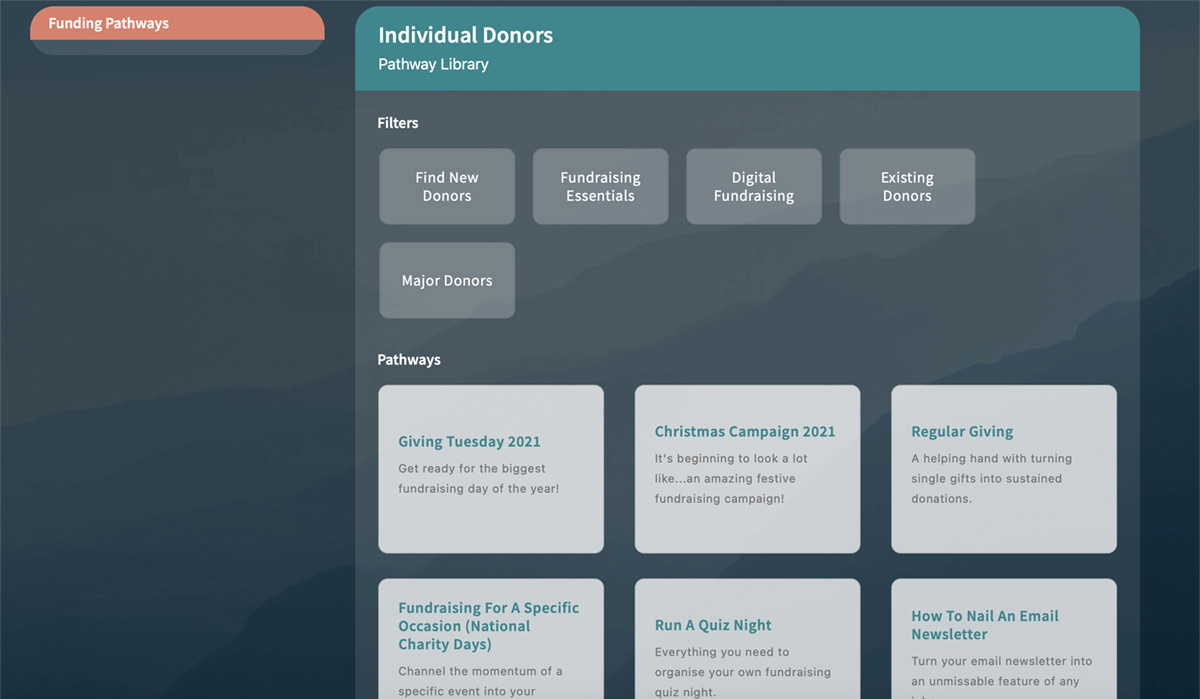 Funding Pathways
Individual Donors
Pathway Library
Filters
Find New
Donors
Fundraising
Essentials
Digital
Fundraising
Existing
Donors
Major Donors
Pathways
Giving Tuesday 2021
Get ready for the biggest
fundraising day of the year!
Christmas Campaign 2021
It's beginning to look a lot
like...an amazing festive
fundraising campaign!
Regular Giving
A helping hand with turning
single gifts into sustained
donations.
Fundraising For A Specific
Occasion (National
Charity Days)
Channel the momentum of a
specific event into your
Run A Quiz Night
Everything you need to
organise your own fundraising
quiz night.
How To Nail An Email
Newsletter
Turn your email newsletter into
an unmissable feature of any